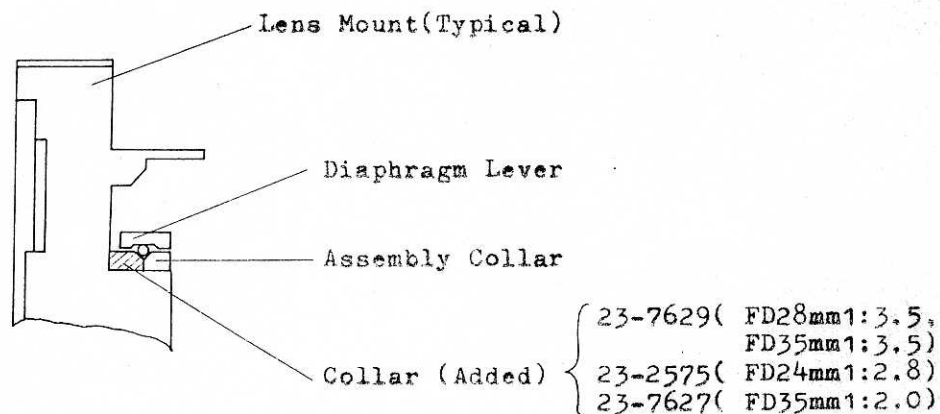 Lens Mount(Typical)
Diaphragm Lever
Assembly Collar
23-7629( FD28mm1:3.5,
FD35mm1:3.5)
Collar (Added)
23-2575( FD24mm1:2.8)
23-7627( FD35mm1:2.0)